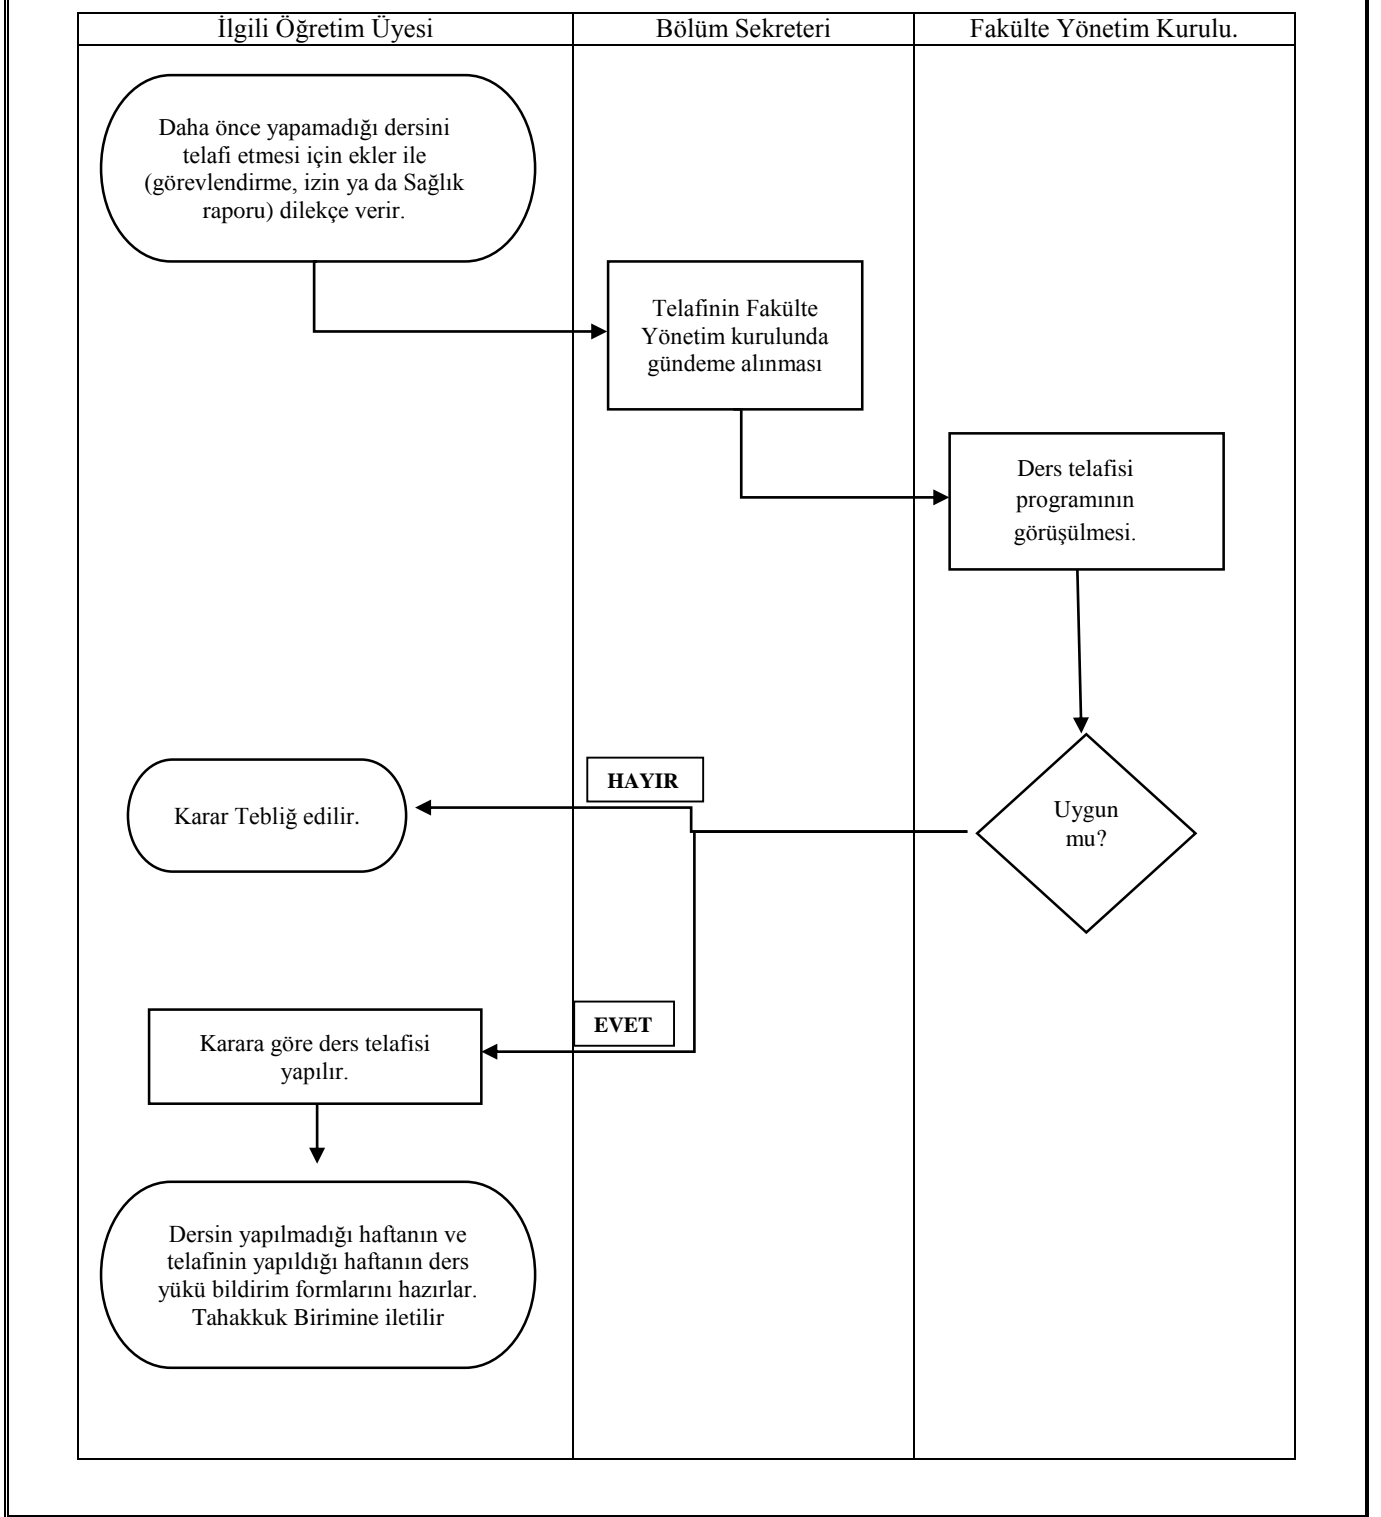 İlgili Öğretim Üyesi
Bölüm Sekreteri
Fakülte Yönetim Kurulu.
Daha önce yapamadığı dersini
telafi etmesi için ekler ile
(görevlendirme, izin ya da Sağlık
raporu) dilekçe verir.
Telafinin Fakülte
Yönetim kurulunda
gündeme alınması
Ders telafisi
programının
görüşülmesi.
Uygun
mu?
HAYIR
Karar Tebliğ edilir.
EVET
Karara göre ders telafisi
yapılır.
Dersin yapılmadığı haftanın ve
telafinin yapıldığı haftanın ders
yükü bildirim formlarını hazırlar.
Tahakkuk Birimine iletilir